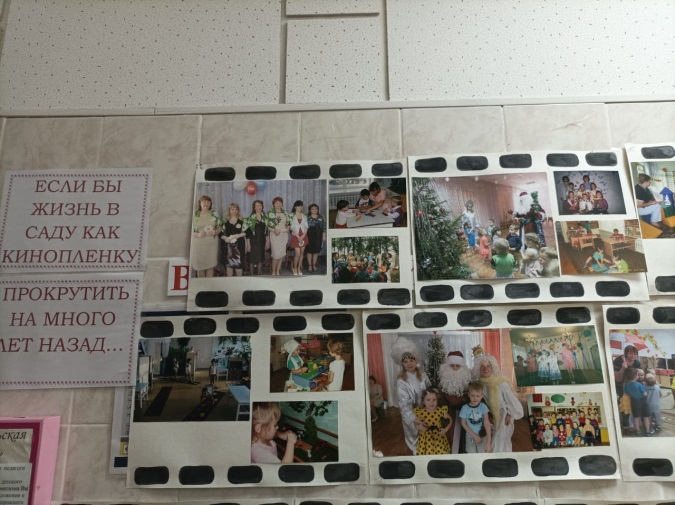 ЕСЛИ БЫ
ЖИЗНЬ В
САДУ КАК
КИНОПЛЕНКУ
ПРОКРУТИТЬ
НА МНОГО
ЛЕТ НАЗАД...
В